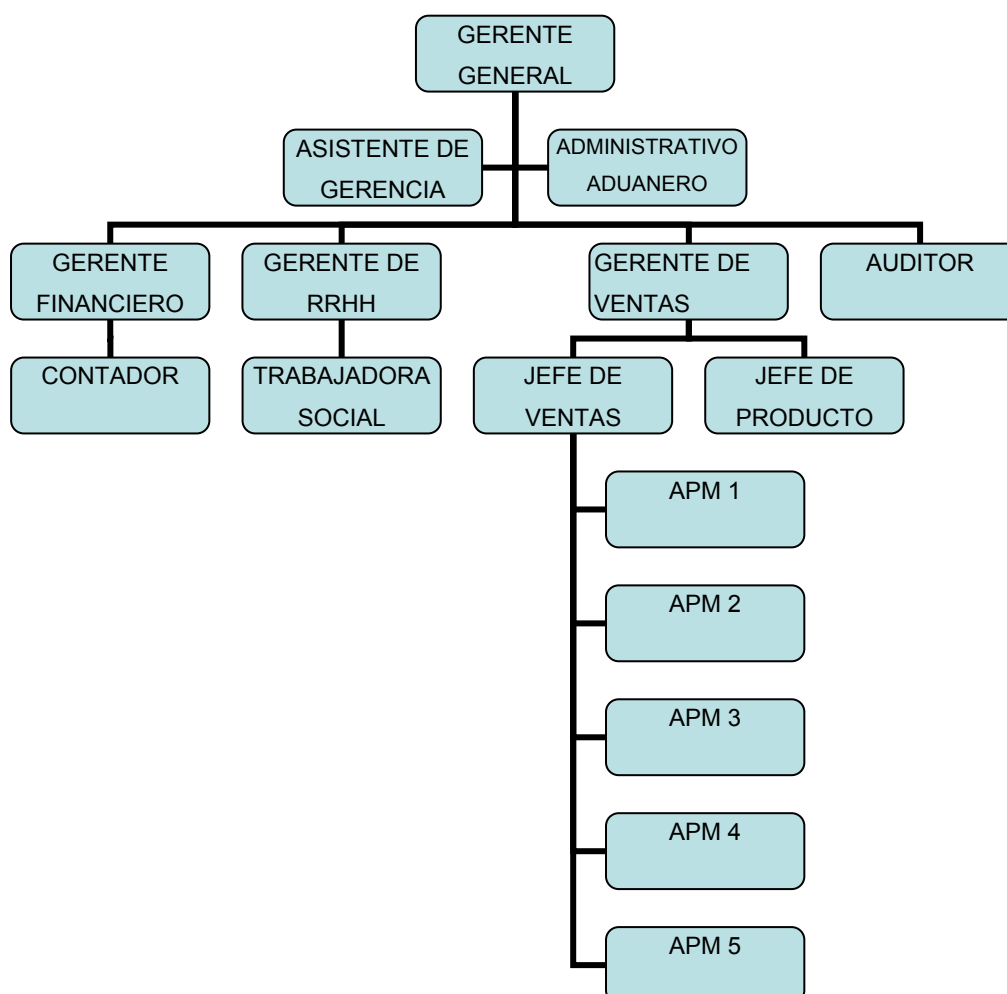 GERENTE
GENERAL
ASISTENTE DE
GERENCIA
ADMINISTRATIVO
ADUANERO
GERENTE
FINANCIERO
GERENTE DE
RRHH
GERENTE DE
VENTAS
AUDITOR
CONTADOR
TRABAJADORA
SOCIAL
JEFE DE
VENTAS
JEFE DE
PRODUCTO
APM 1
APM 2
APM 3
APM 4
APM 5